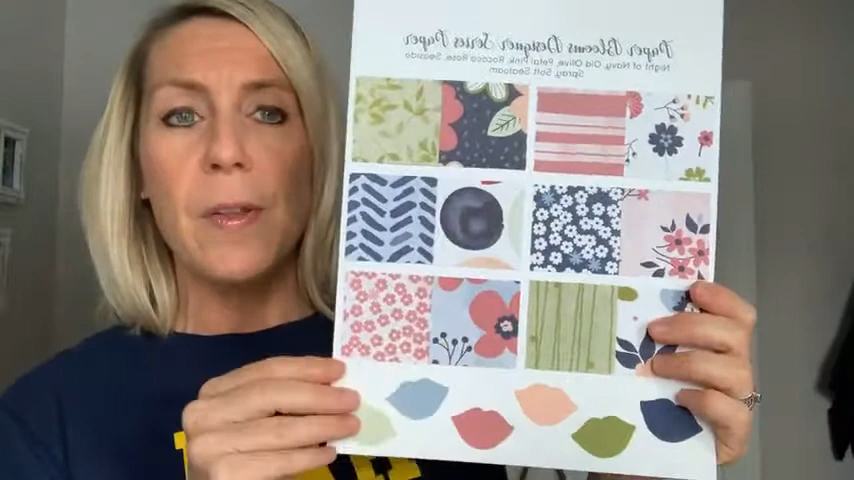 Paper Blooms Designer Series Paper
Night of Navy, Old Olive, Petal Pink, Rococo Rose, Seaside
Spray, Soft Seafoam